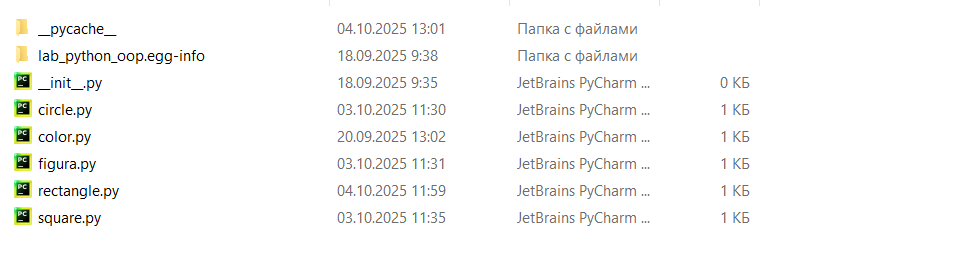 __pycache__ 04.10.2025 13:01 Папка с файлами
lab_python_oop.egg-info 18.09.2025 9:38 Папка с файлами
__init__.py 18.09.2025 9:35 JetBrains PyCharm ... 0 КБ
circle.py 03.10.2025 11:30 JetBrains PyCharm ... 1 КБ
color.py 20.09.2025 13:02 JetBrains PyCharm ... 1 КБ
figura.py 03.10.2025 11:31 JetBrains PyCharm ... 1 КБ
rectangle.py 04.10.2025 11:59 JetBrains PyCharm ... 1 КБ
square.py 03.10.2025 11:35 JetBrains PyCharm ... 1 КБ